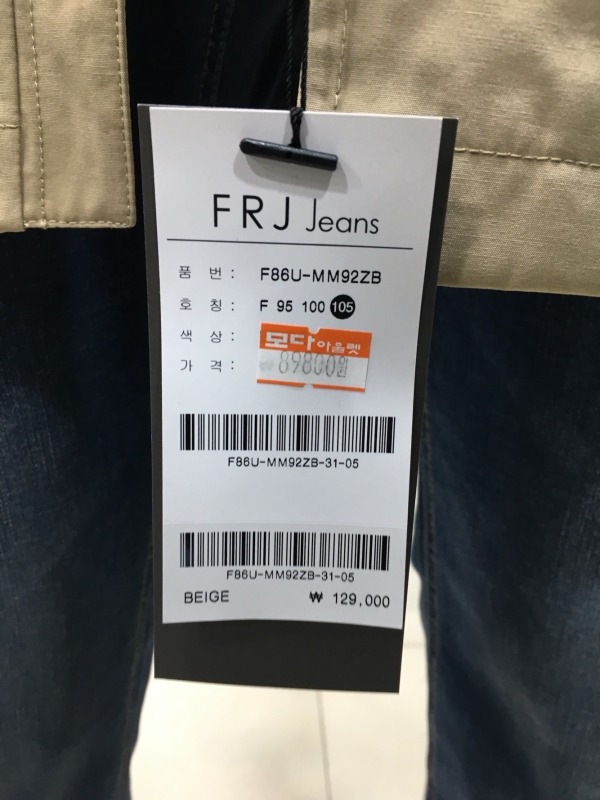 FRJ Jeans
품 번 : F86U-MM92ZB
호 칭 : F 95 100 105
색 상 : 모다아울렛
가 격 : ₩89800원
F86U-MM92ZB-31-05
F86U-MM92ZB-31-05
BEIGE ₩ 129,000